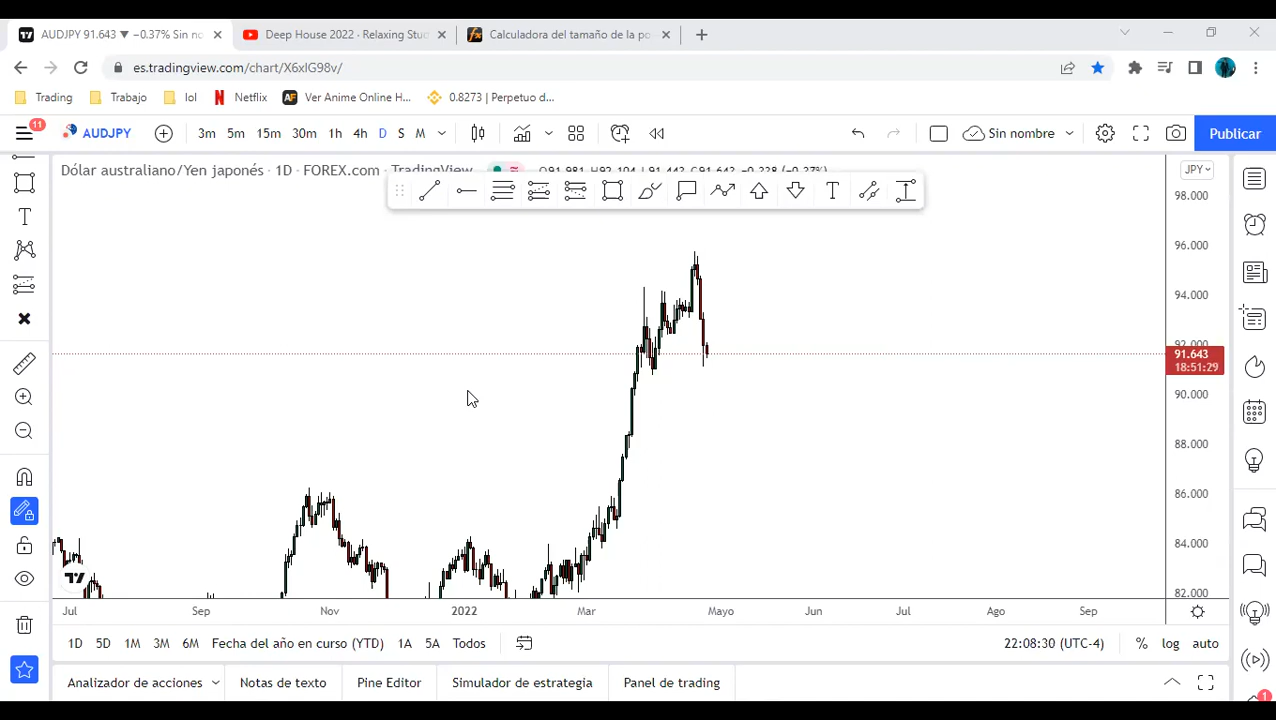 AUDJPY 91.643 ▼ −0.37% Sin no
Deep House 2022 · Relaxing Stud
Calculadora del tamaño de la po
es.tradingview.com/chart/X6xIG98v/
Trading
Trabajo
lol
Netflix
Ver Anime Online H...
0.8273 | Perpetuo d...
11
AUDJPY
3m 5m 15m 30m 1h 4h D S M
Sin nombre
Publicar
Dólar australiano/Yen japonés · 1D · FOREX.com · TradingView
JPY
98.000
96.000
94.000
92.000
91.643
18:51:29
90.000
88.000
86.000
84.000
82.000
Jul Sep Nov 2022 Mar Mayo Jun Jul Ago Sep
1D 5D 1M 3M 6M Fecha del año en curso (YTD) 1A 5A Todos
22:08:30 (UTC-4) % log auto
Analizador de acciones Notas de texto Pine Editor Simulador de estrategia Panel de trading
1